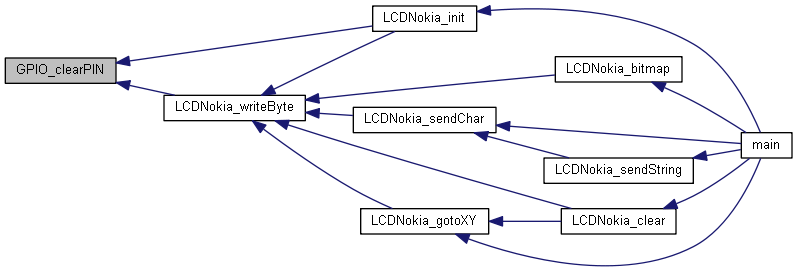 LCDNokia_init
GPIO_clearPIN
LCDNokia_bitmap
LCDNokia_writeByte
LCDNokia_sendChar
main
LCDNokia_sendString
LCDNokia_gotoXY
LCDNokia_clear